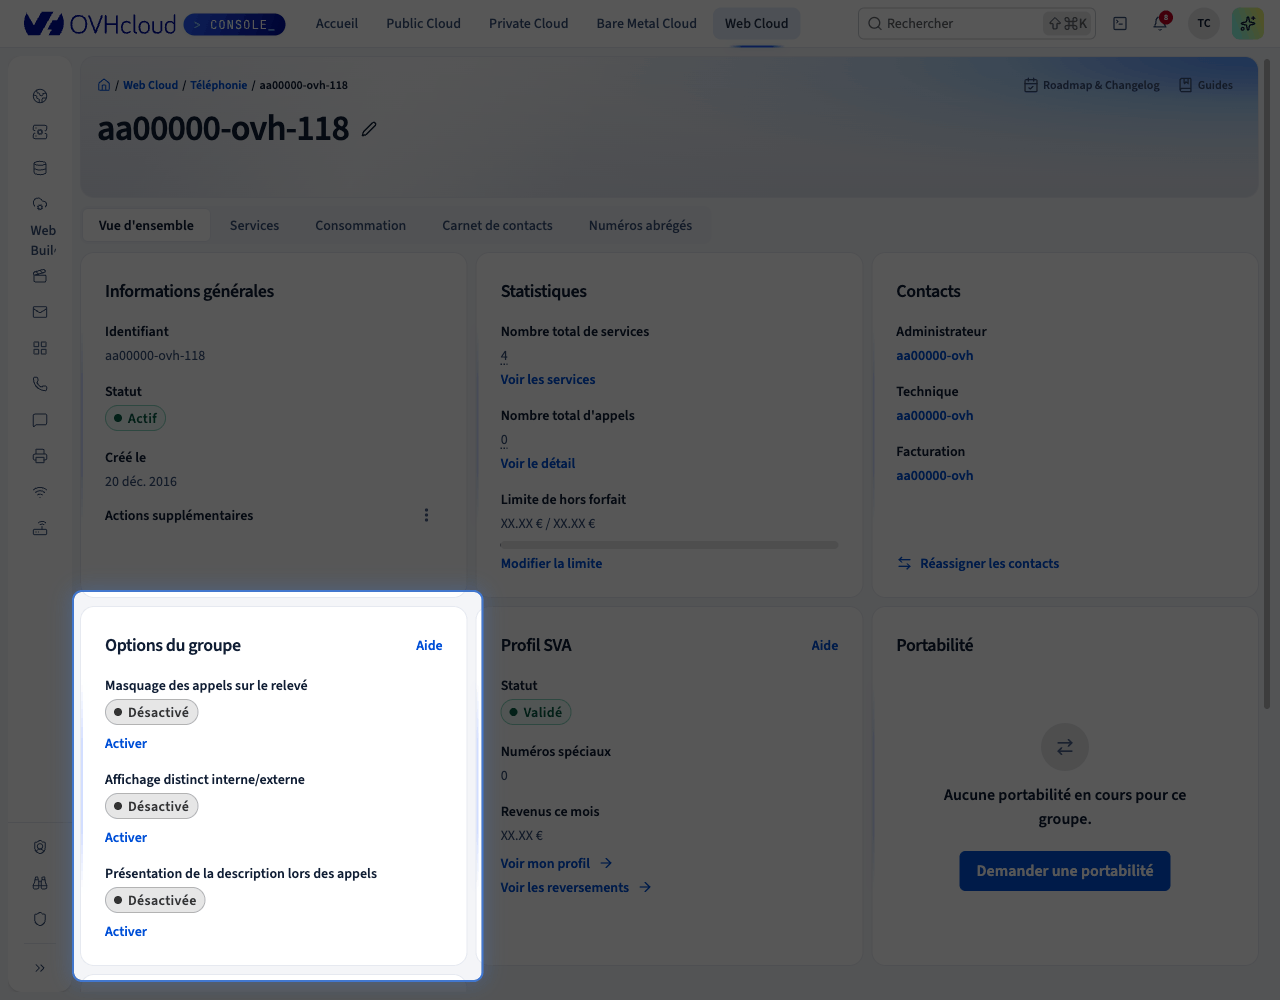 OVHcloud > CONSOLE_
Accueil
Public Cloud
Private Cloud
Bare Metal Cloud
Web Cloud
Rechercher
⇧⌘K
8
TC
Web
Buil
/ Web Cloud / Téléphonie / aa00000-ovh-118
Roadmap & Changelog
Guides
aa00000-ovh-118
Vue d'ensemble
Services
Consommation
Carnet de contacts
Numéros abrégés
Informations générales
Identifiant
aa00000-ovh-118
Statut
Actif
Créé le
20 déc. 2016
Actions supplémentaires
Statistiques
Nombre total de services
4
Voir les services
Nombre total d'appels
0
Voir le détail
Limite de hors forfait
XX.XX € / XX.XX €
Modifier la limite
Contacts
Administrateur
aa00000-ovh
Technique
aa00000-ovh
Facturation
aa00000-ovh
Réassigner les contacts
Options du groupe
Aide
Masquage des appels sur le relevé
Désactivé
Activer
Affichage distinct interne/externe
Désactivé
Activer
Présentation de la description lors des appels
Désactivée
Activer
Profil SVA
Aide
Statut
Validé
Numéros spéciaux
0
Revenus ce mois
XX.XX €
Voir mon profil
Voir les reversements
Portabilité
Aucune portabilité en cours pour ce
groupe.
Demander une portabilité